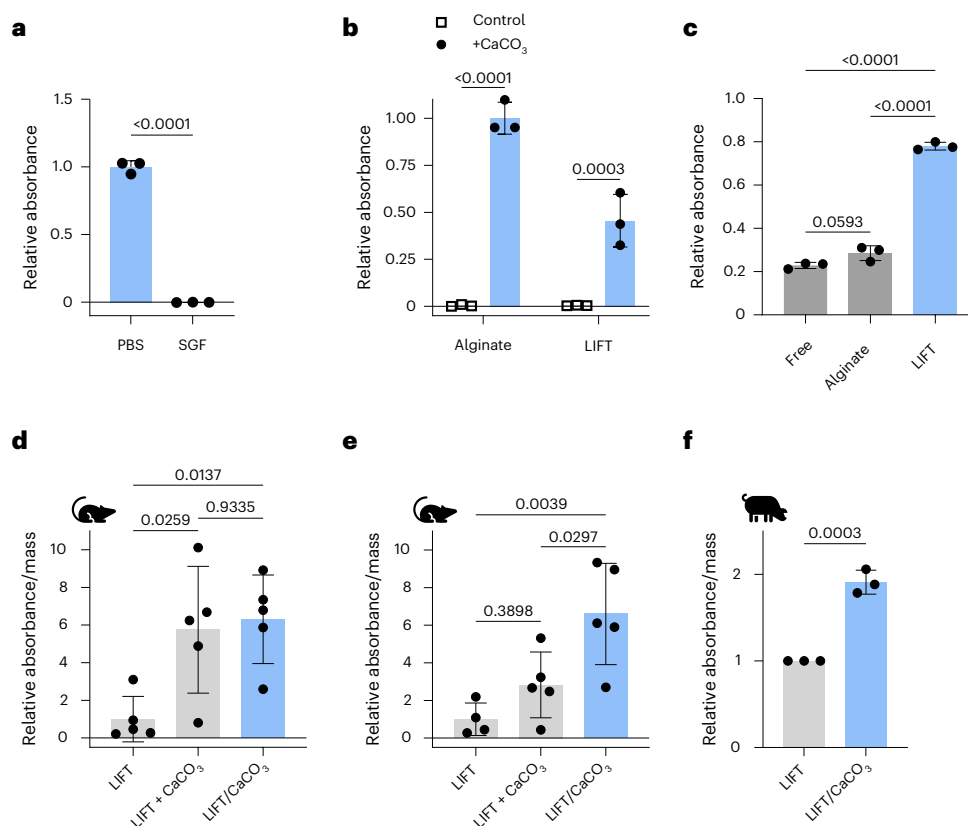 a
Relative absorbance
1.5
1.0
0.5
0
<0.0001
PBS
SGF
b
Control
+CaCO3
Relative absorbance
1.00
0.75
0.50
0.25
0
<0.0001
0.0003
Alginate
LIFT
c
Relative absorbance
1.0
0.8
0.6
0.4
0.2
0
<0.0001
<0.0001
0.0593
Free
Alginate
LIFT
d
Relative absorbance/mass
10
8
6
4
2
0
0.0137
0.9335
0.0259
LIFT
LIFT + CaCO3
LIFT/CaCO3
e
Relative absorbance/mass
10
8
6
4
2
0
0.0039
0.0297
0.3898
LIFT
LIFT + CaCO3
LIFT/CaCO3
f
Relative absorbance/mass
2
1
0
0.0003
LIFT
LIFT/CaCO3